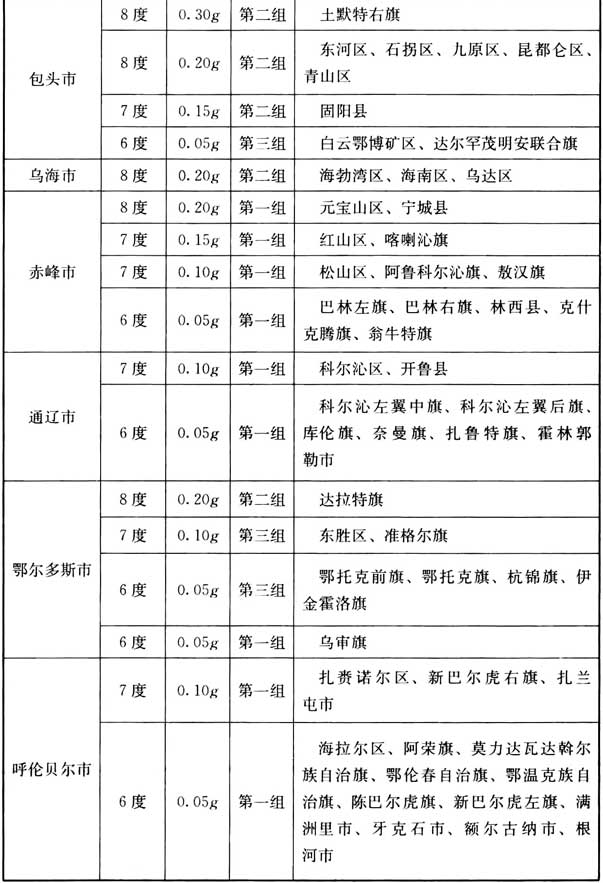 包头市
8度 0.30g 第二组 土默特右旗
8度 0.20g 第二组 东河区、石拐区、九原区、昆都仑区、
青山区
7度 0.15g 第二组 固阳县
6度 0.05g 第三组 白云鄂博矿区、达尔罕茂明安联合旗
乌海市 8度 0.20g 第二组 海勃湾区、海南区、乌达区
赤峰市
8度 0.20g 第一组 元宝山区、宁城县
7度 0.15g 第一组 红山区、喀喇沁旗
7度 0.10g 第一组 松山区、阿鲁科尔沁旗、敖汉旗
6度 0.05g 第一组 巴林左旗、巴林右旗、林西县、克什
克腾旗、翁牛特旗
通辽市
7度 0.10g 第一组 科尔沁区、开鲁县
6度 0.05g 第一组 科尔沁左翼中旗、科尔沁左翼后旗、
库伦旗、奈曼旗、扎鲁特旗、霍林郭
勒市
鄂尔多斯市
8度 0.20g 第二组 达拉特旗
7度 0.10g 第三组 东胜区、准格尔旗
6度 0.05g 第三组 鄂托克前旗、鄂托克旗、杭锦旗、伊
金霍洛旗
6度 0.05g 第一组 乌审旗
呼伦贝尔市
7度 0.10g 第一组 扎赉诺尔区、新巴尔虎右旗、扎兰
屯市
6度 0.05g 第一组 海拉尔区、阿荣旗、莫力达瓦达斡尔
族自治旗、鄂伦春自治旗、鄂温克族自
治旗、陈巴尔虎旗、新巴尔虎左旗、满
洲里市、牙克石市、额尔古纳市、根
河市